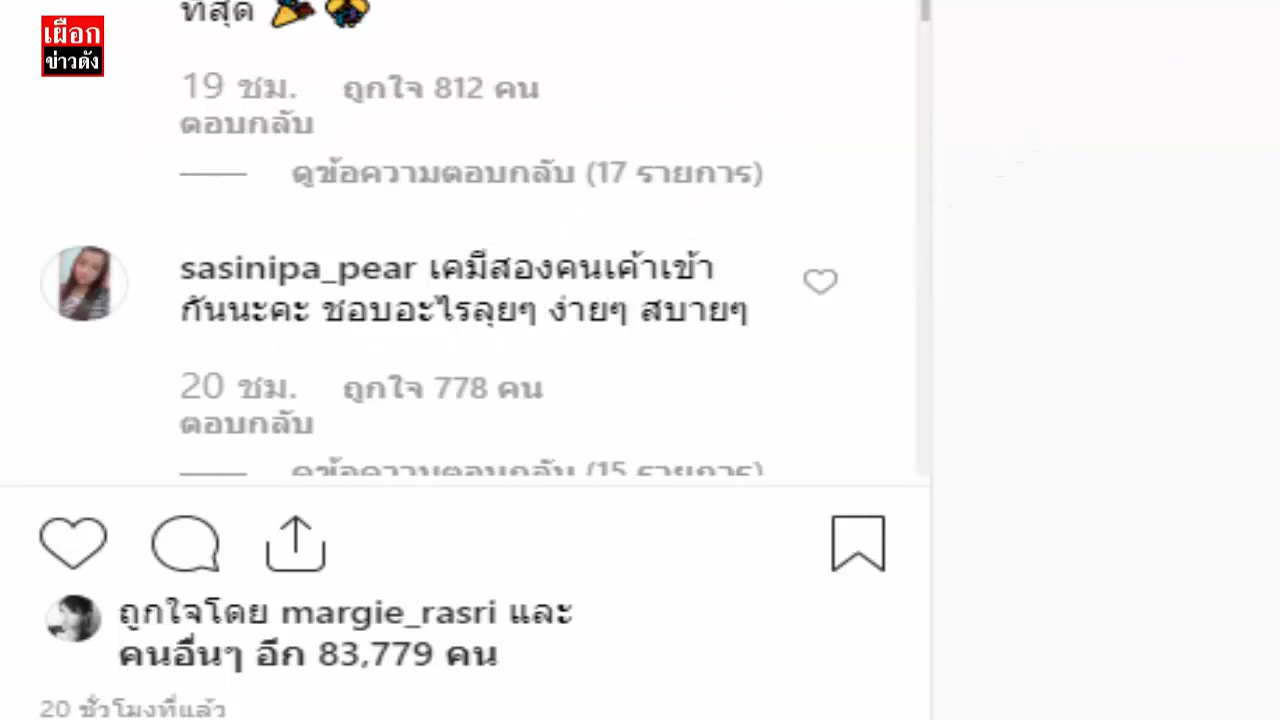 ที่สุด
เผือก
ข่าวดัง
19 ชม. ถูกใจ 812 คน
ตอบกลับ
ดูข้อความตอบกลับ (17 รายการ)
sasinipa_pear เคมีสองคนเค้าเข้า
กันนะคะ ชอบอะไรลุยๆ ง่ายๆ สบายๆ
20 ชม. ถูกใจ 778 คน
ตอบกลับ
ดูข้อความตอบกลับ (15 รายการ)
ถูกใจโดย margie_rasri และ
คนอื่นๆ อีก 83,779 คน
20 ชั่วโมงที่แล้ว